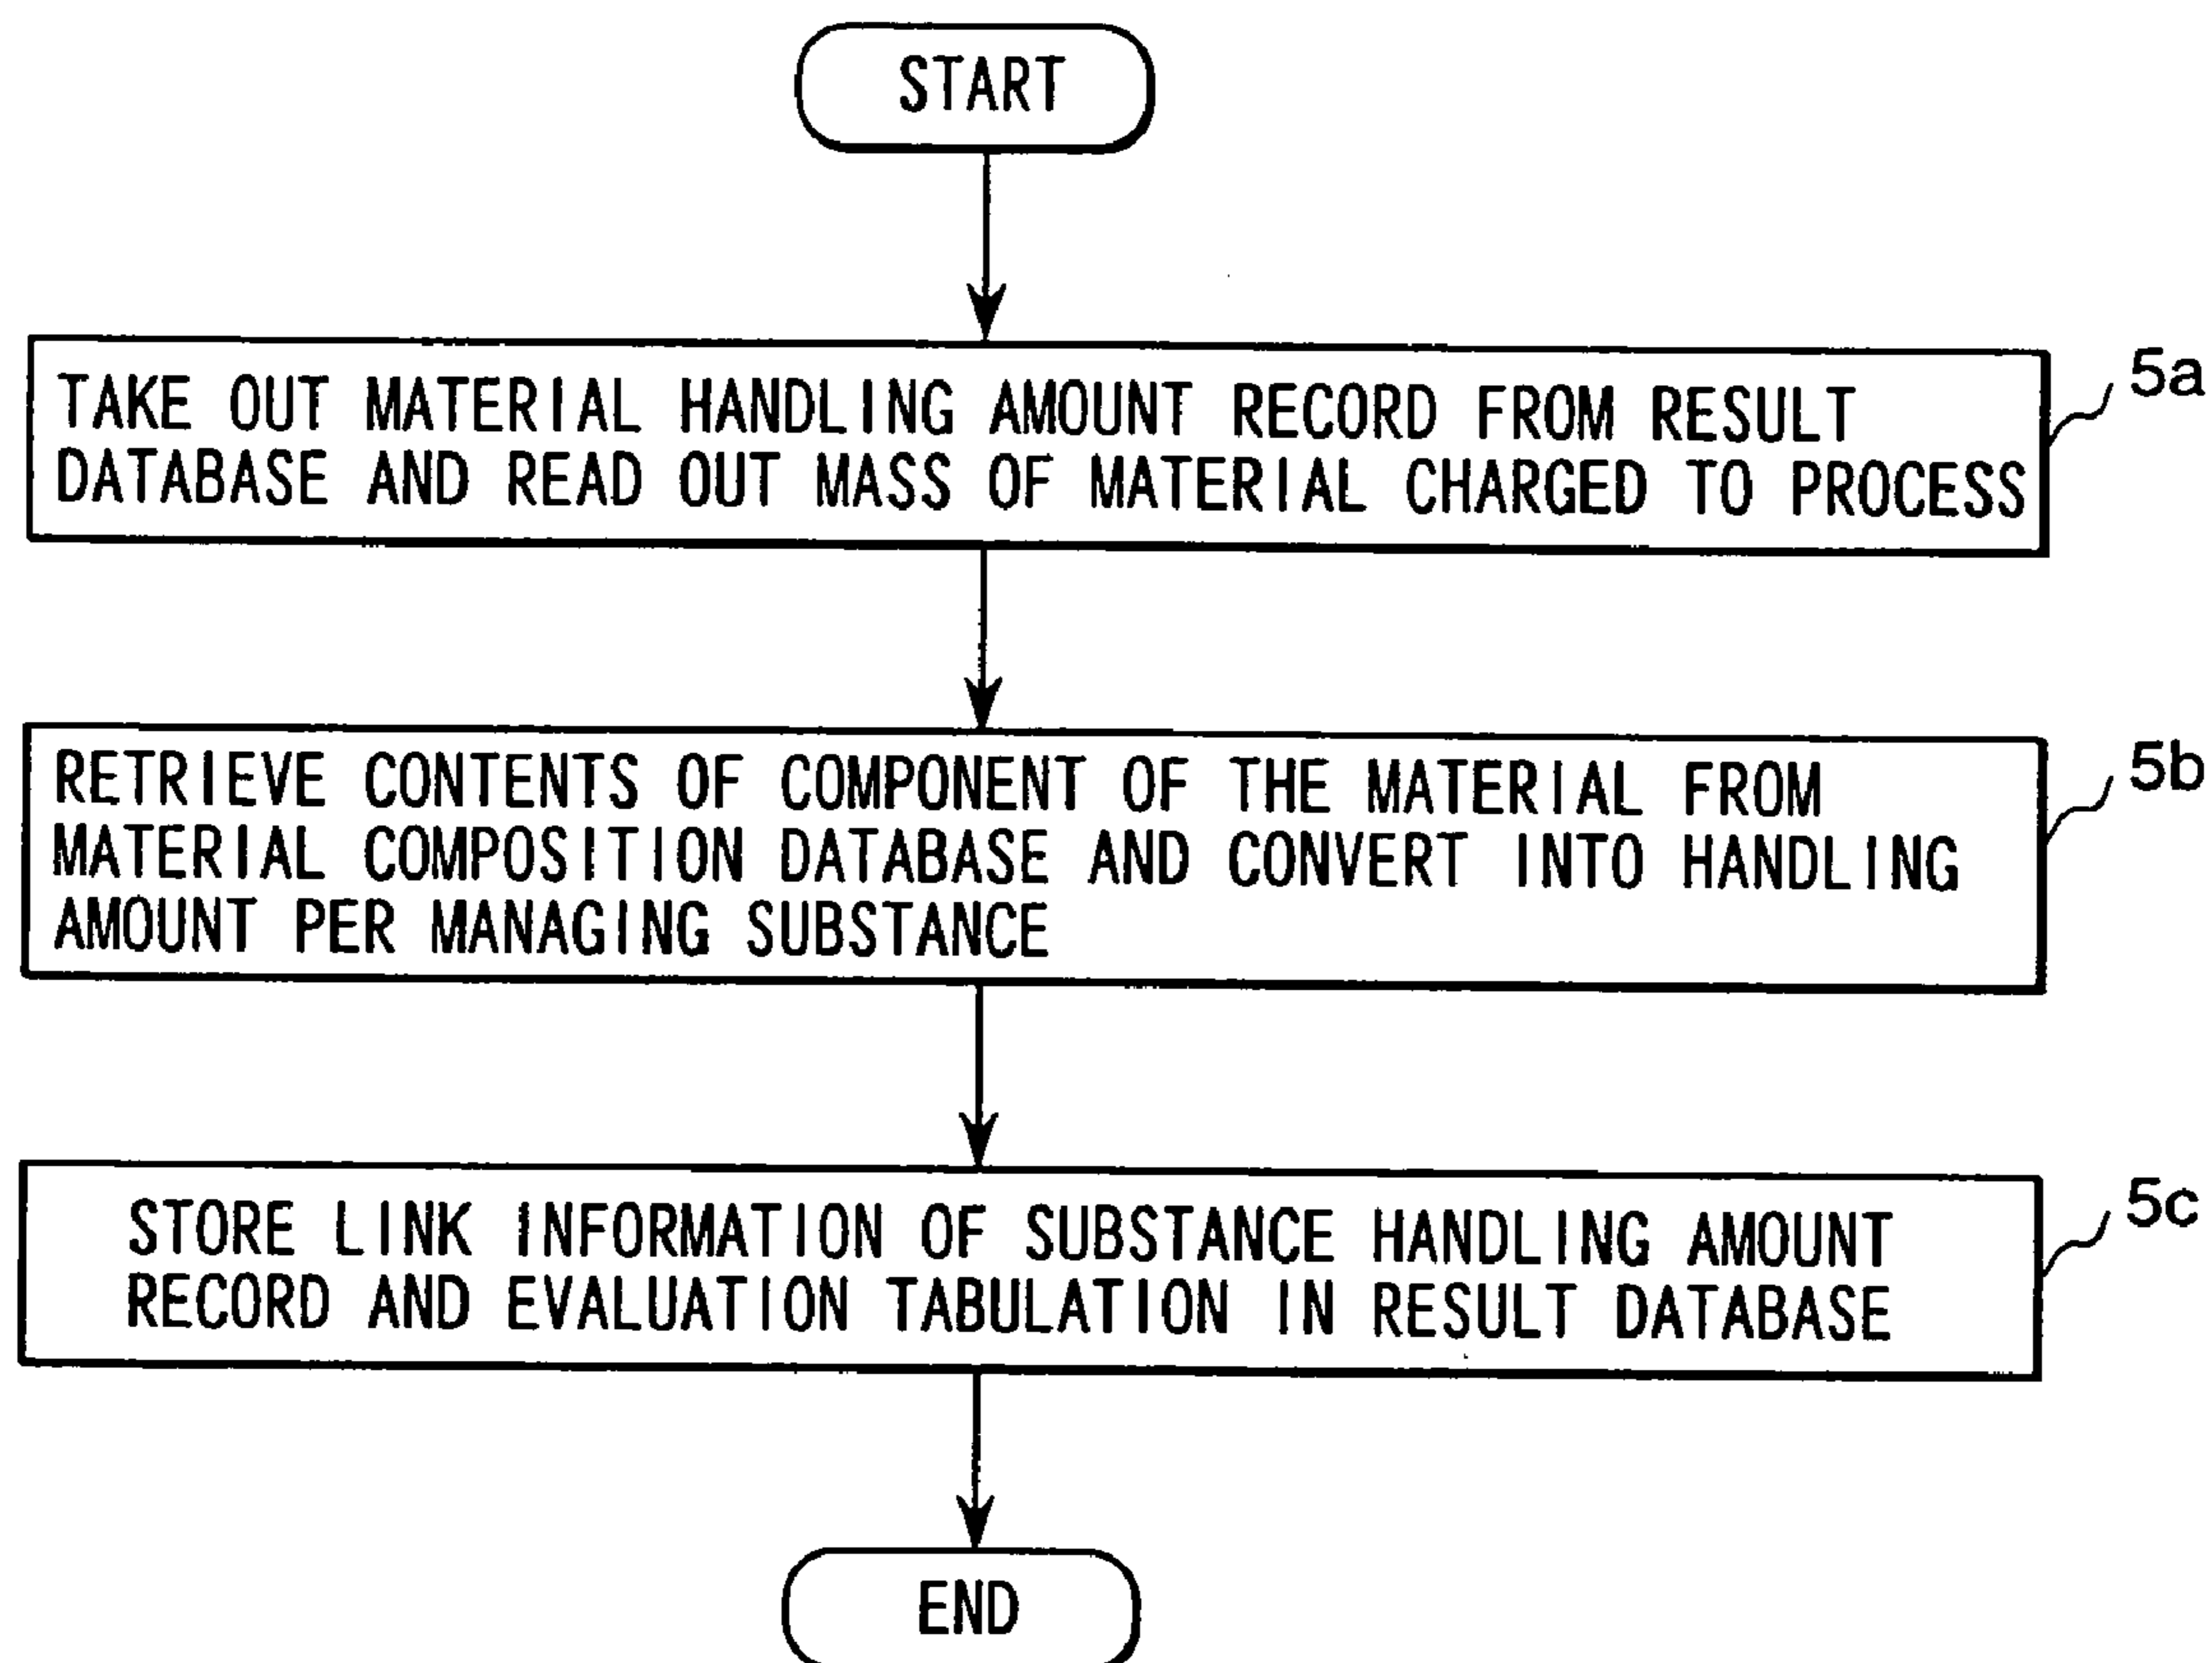 START
TAKE OUT MATERIAL HANDLING AMOUNT RECORD FROM RESULT
DATABASE AND READ OUT MASS OF MATERIAL CHARGED TO PROCESS
5a
RETRIEVE CONTENTS OF COMPONENT OF THE MATERIAL FROM
MATERIAL COMPOSITION DATABASE AND CONVERT INTO HANDLING
AMOUNT PER MANAGING SUBSTANCE
5b
STORE LINK INFORMATION OF SUBSTANCE HANDLING AMOUNT
RECORD AND EVALUATION TABULATION IN RESULT DATABASE
5c
END